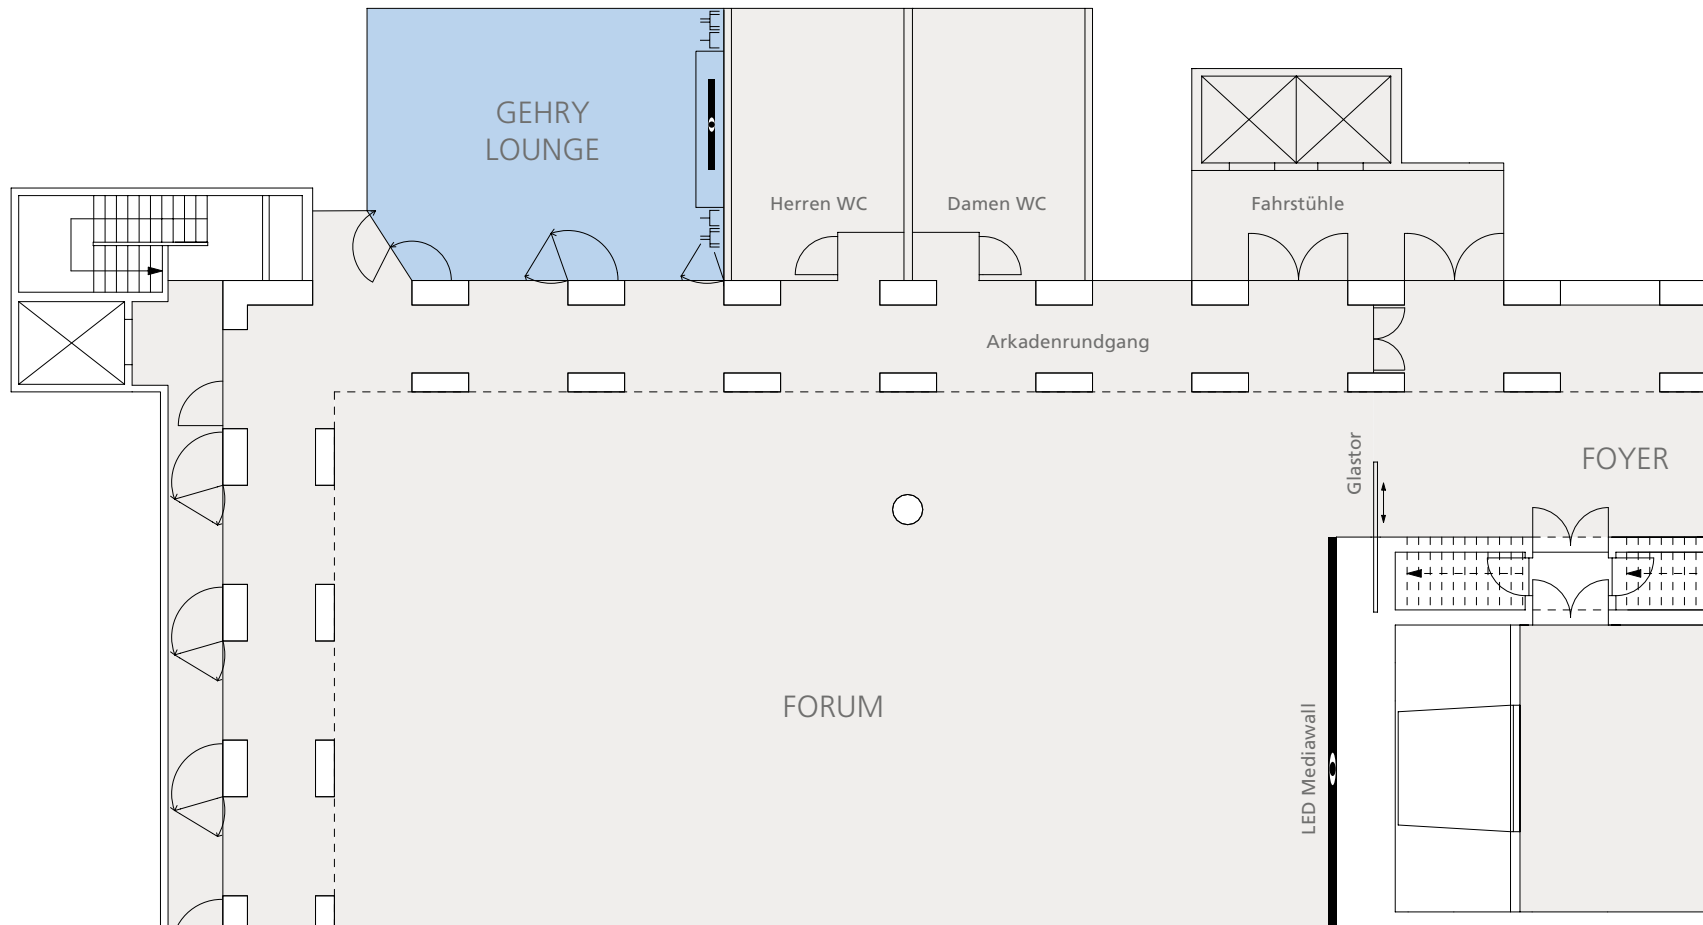 GEHRY
LOUNGE
Herren WC
Damen WC
Fahrstühle
Arkadenrundgang
Glastor
FOYER
FORUM
LED Mediawall